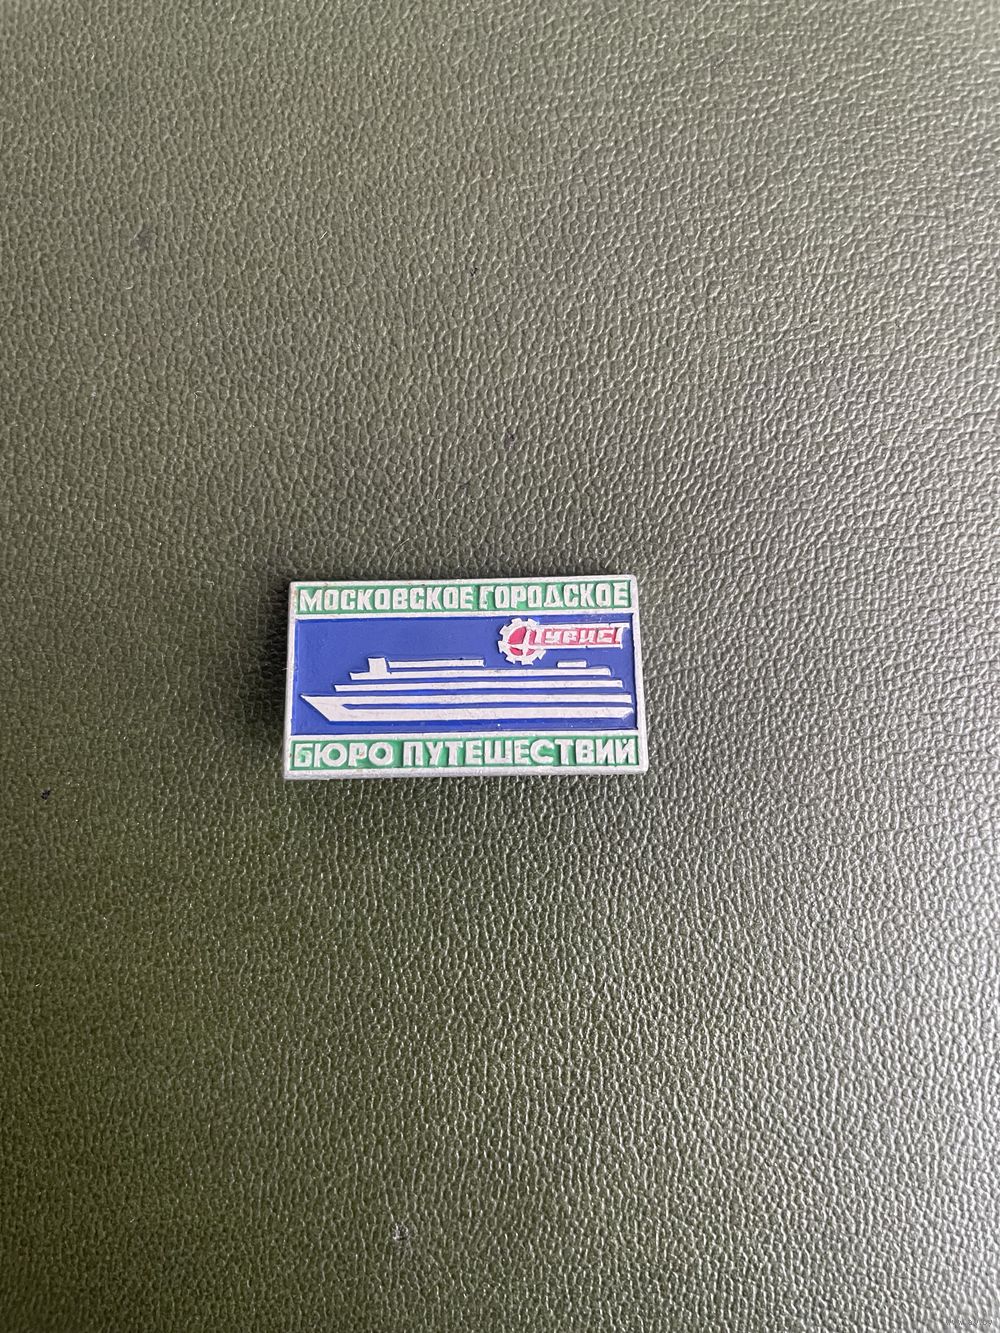 МОСКОВСКОЕ ГОРОДСКОЕ
ТУРИСТ
БЮРО ПУТЕШЕСТВИЙ